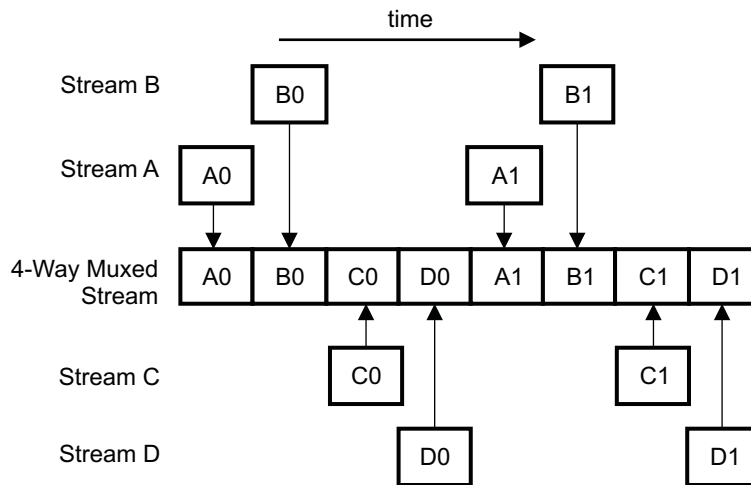 time
Stream B
B0
B1
Stream A
A0
A1
4-Way Muxed
Stream
A0 B0 C0 D0 A1 B1 C1 D1
Stream C
C0
C1
Stream D
D0
D1